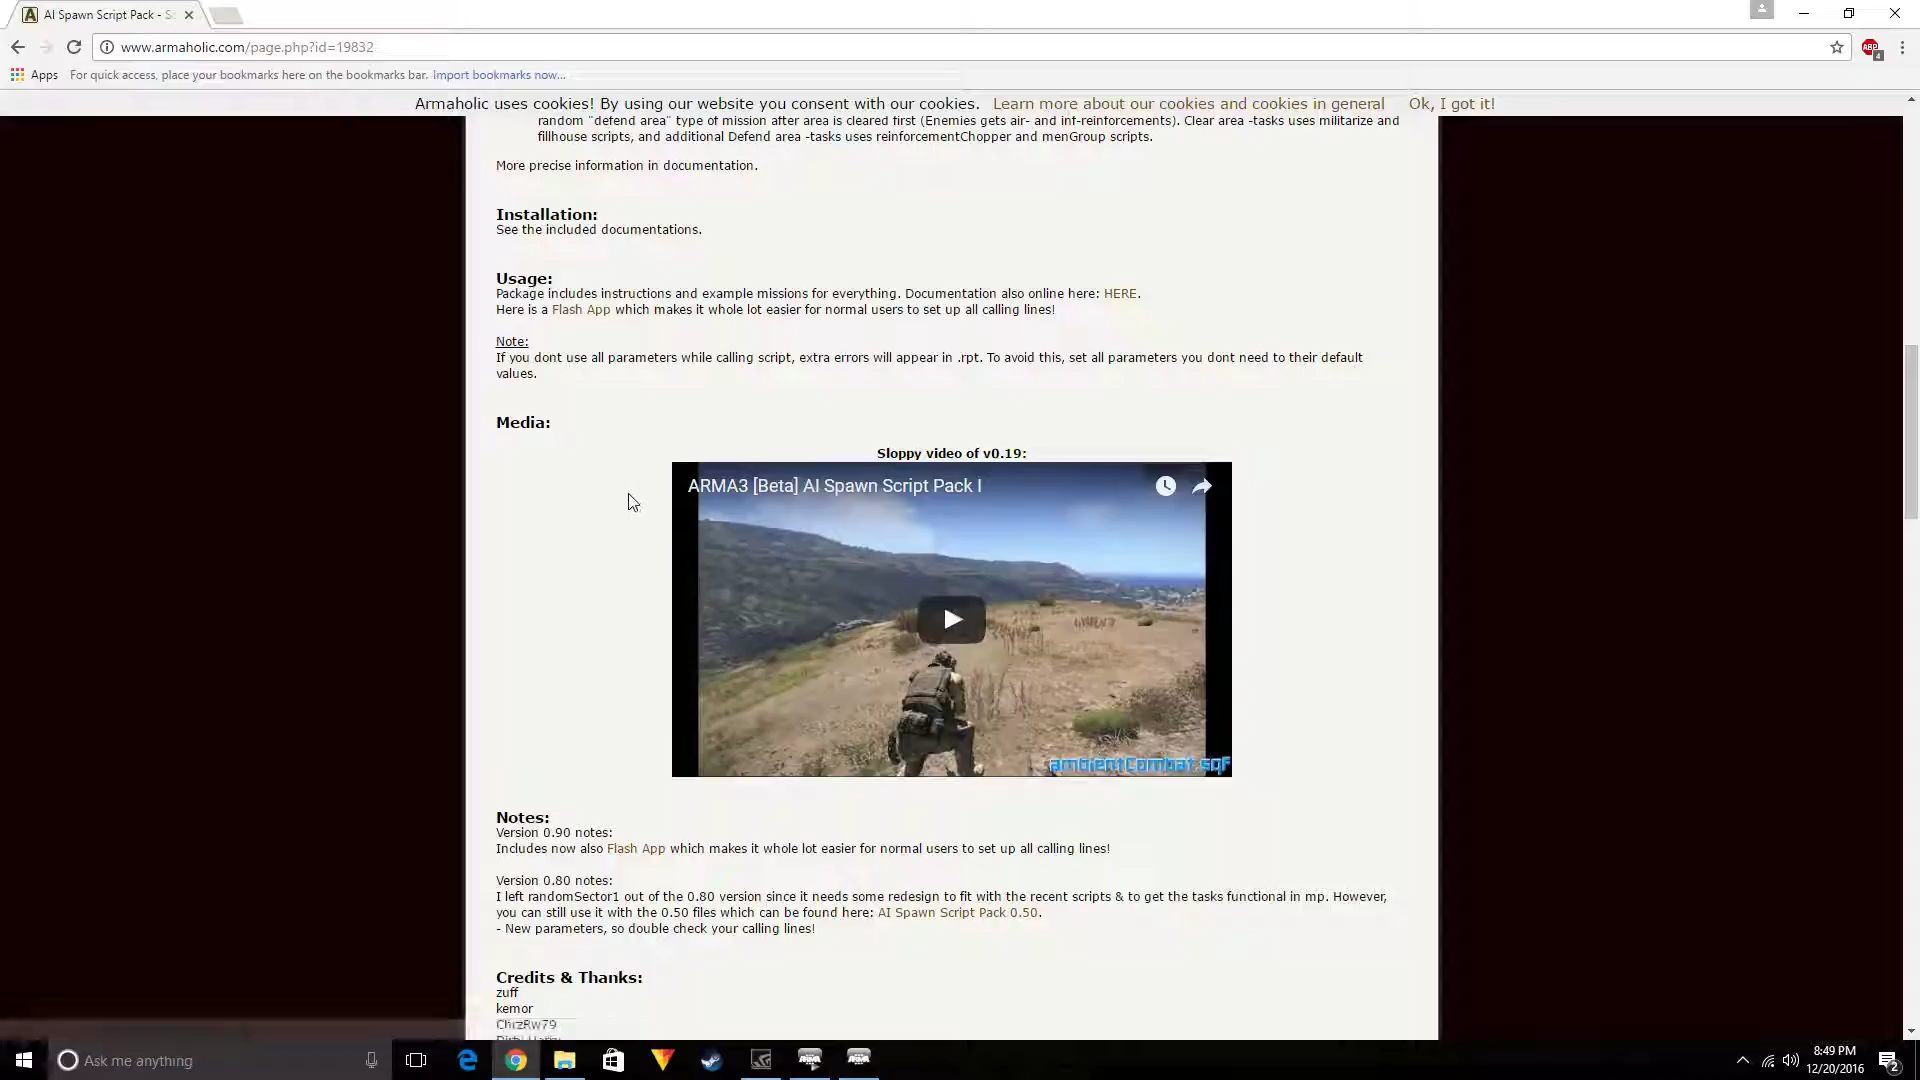 AI Spawn Script Pack - Sc
www.armaholic.com/page.php?id=19832
ABP
4
Apps
For quick access, place your bookmarks here on the bookmarks bar. Import bookmarks now...
Armaholic uses cookies! By using our website you consent with our cookies. Learn more about our cookies and cookies in general Ok, I got it!
random "defend area" type of mission after area is cleared first (Enemies gets air- and inf-reinforcements). Clear area -tasks uses militarize and
fillhouse scripts, and additional Defend area -tasks uses reinforcementChopper and menGroup scripts.
More precise information in documentation.
Installation:
See the included documentations.
Usage:
Package includes instructions and example missions for everything. Documentation also online here: HERE.
Here is a Flash App which makes it whole lot easier for normal users to set up all calling lines!
Note:
If you dont use all parameters while calling script, extra errors will appear in .rpt. To avoid this, set all parameters you dont need to their default
values.
Media:
Sloppy video of v0.19:
ARMA3 [Beta] AI Spawn Script Pack I
ambientCombat.sqf
Notes:
Version 0.90 notes:
Includes now also Flash App which makes it whole lot easier for normal users to set up all calling lines!
Version 0.80 notes:
I left randomSector1 out of the 0.80 version since it needs some redesign to fit with the recent scripts & to get the tasks functional in mp. However,
you can still use it with the 0.50 files which can be found here: AI Spawn Script Pack 0.50.
- New parameters, so double check your calling lines!
Credits & Thanks:
zuff
kemor
ChrzRw79
Dirty Harry
Ask me anything
8:49 PM
12/20/2016
2